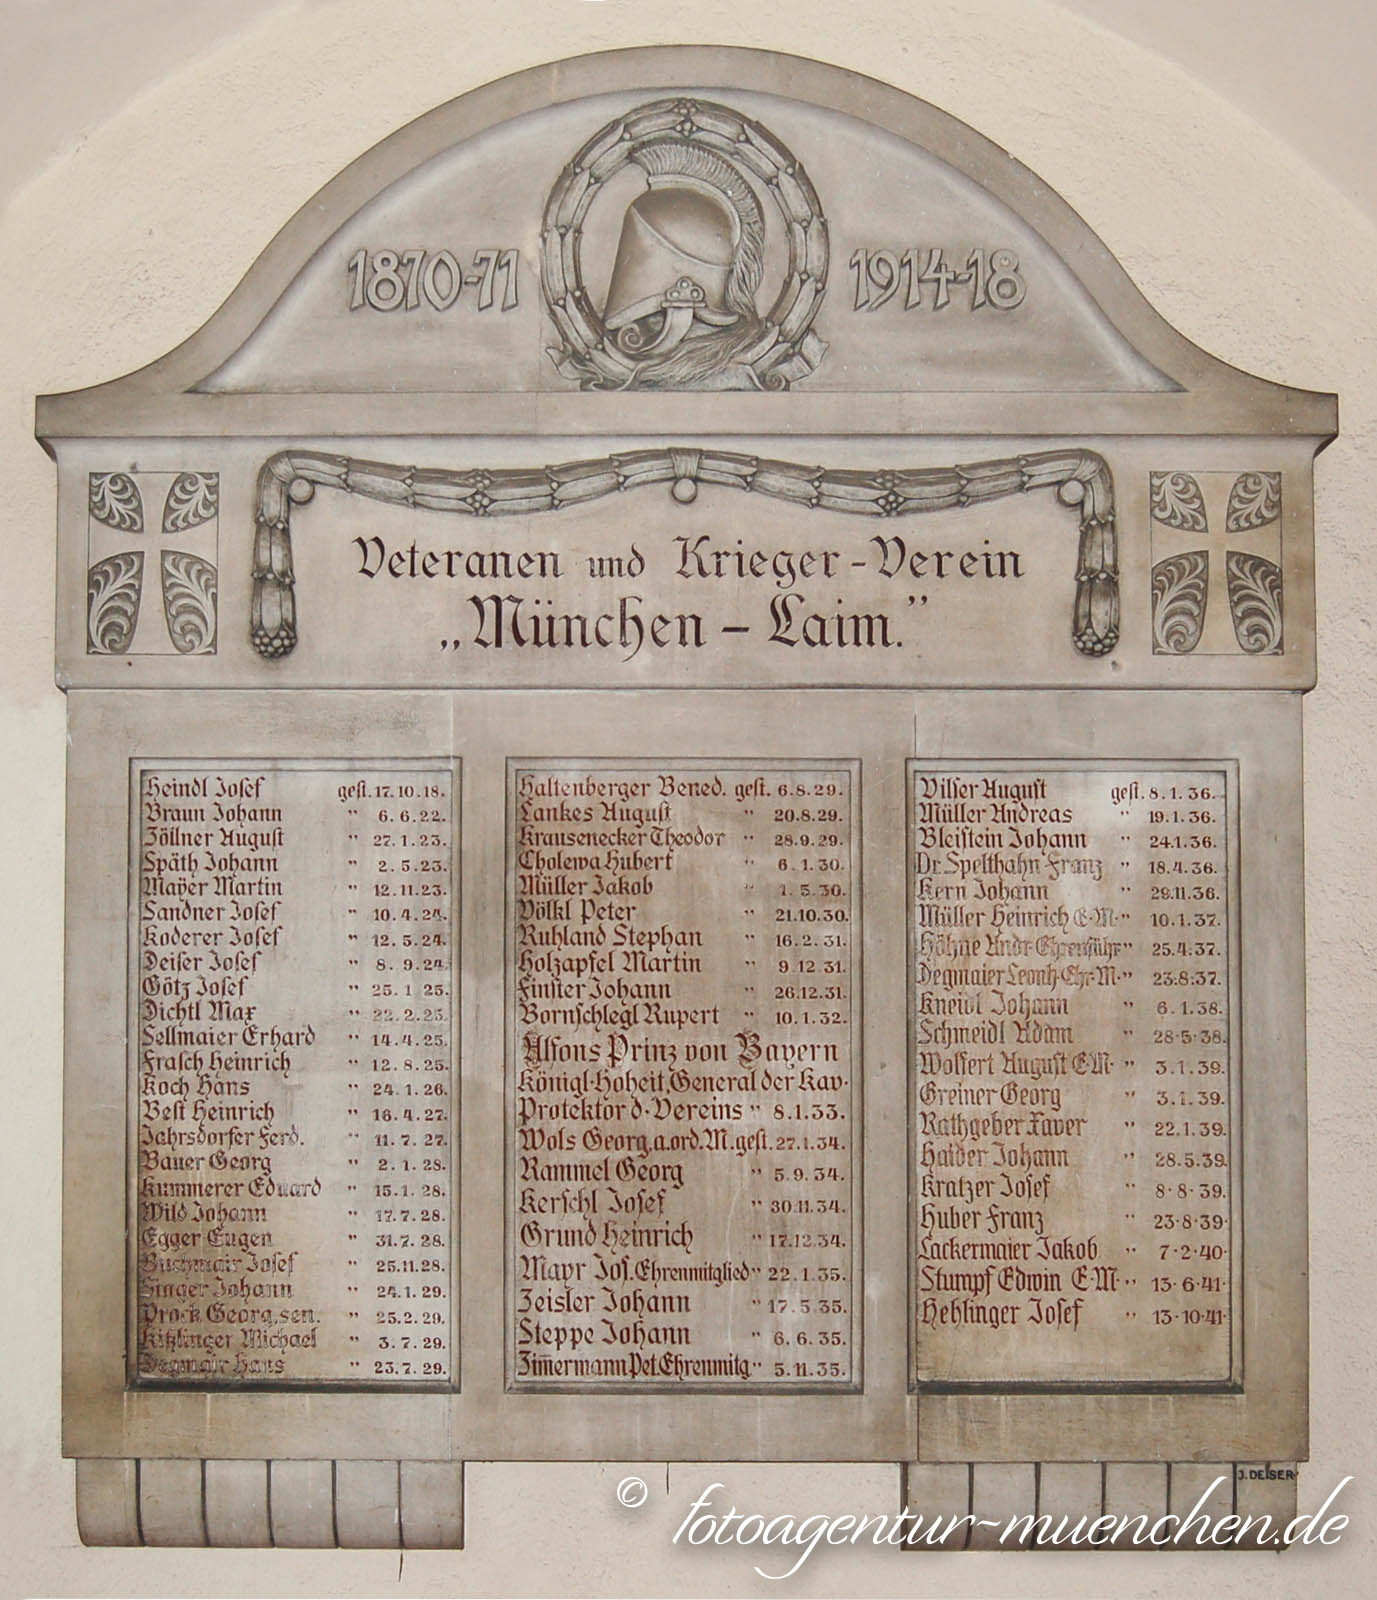 1870-71
1914-18
Veteranen und Krieger-Verein
„München – Laim."
Heindl Josef gest. 17.10.18.
Braun Johann " 6.6.22.
Zöllner August " 27.1.23.
Späth Johann " 2.5.23.
Mayer Martin " 12.11.23.
Sandner Josef " 10.4.24.
Koderer Josef " 12.5.24.
Deiser Josef " 8.9.24.
Götz Josef " 25.1 25.
Dichtl Max " 22.2.25.
Sellmaier Erhard " 14.4.25.
Frasch Heinrich " 12.8.25.
Koch Hans " 24.1.26.
Best Heinrich " 16.4.27.
Jahrsdorfer Ferd. " 11.7.27.
Bauer Georg " 2.1.28.
Kummerer Eduard " 15.1.28.
Wild Johann " 17.7.28.
Egger Eugen " 31.7.28.
Buchmair Josef " 25.11.28.
Singer Johann " 24.1.29.
Prock Georg, sen. " 25.2.29.
Kitzlinger Michael " 3.7.29.
Degmair Hans " 23.7.29.
Haltenberger Bened. gest. 6.8.29.
Lankes August " 20.8.29.
Krausenecker Theodor " 28.9.29.
Cholewa Hubert " 6.1.30.
Müller Jakob " 1.5.30.
Völkl Peter " 21.10.30.
Ruhland Stephan " 16.2.31.
Holzapfel Martin " 9.12.31.
Finster Johann " 26.12.31.
Bornschlegl Rupert " 10.1.32.
Alfons Prinz von Bayern
Königl. Hoheit, General der Kav.
Protektor d. Vereins " 8.1.33.
Wols Georg, a.ord.M. gest. 27.1.34.
Rammel Georg " 5.9.34.
Kerschl Josef " 30.11.34.
Grund Heinrich " 17.12.34.
Mayr Jos. Ehrenmitglied " 22.1.35.
Zeisler Johann " 17.5.35.
Steppe Johann " 6.6.35.
Zimmermann Pet. Ehrenmitg " 5.11.35.
Vilser August gest. 8.1.36.
Müller Andreas " 19.1.36.
Bleistein Johann " 24.1.36.
Dr. Spelthahn Franz " 18.4.36.
Kern Johann " 29.11.36.
Müller Heinrich E.M. " 10.1.37.
Höhne Andr. Ehrenführ " 25.4.37.
Degmaier Leonh. Ehr.M. " 23.8.37.
Kneidl Johann " 6.1.38.
Schmeidl Adam " 28.5.38.
Wolfert August E.M. " 3.1.39.
Greiner Georg " 3.1.39.
Rathgeber Xaver " 22.1.39.
Haider Johann " 28.5.39.
Kratzer Josef " 8.8.39.
Huber Franz " 23.8.39.
Lackermaier Jakob " 7.2.40.
Stumpf Edwin E.M. " 13.6.41.
Hehlinger Josef " 13.10.41.
J. DEISER
© fotoagentur-muenchen.de